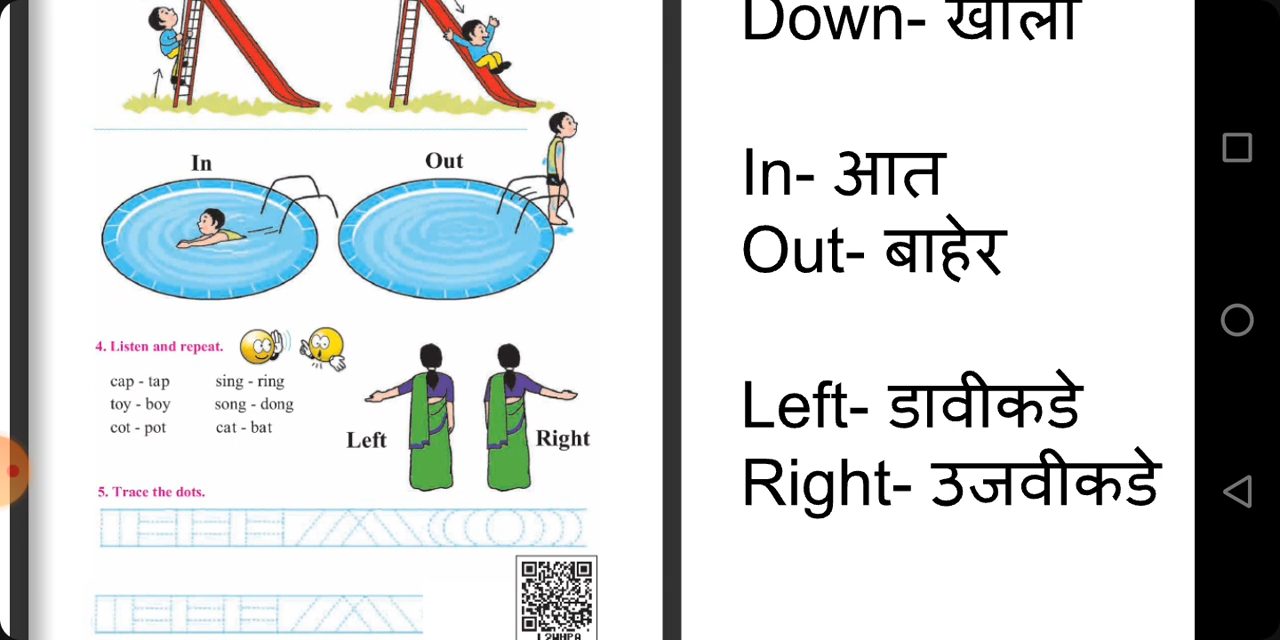 In
Out
4. Listen and repeat.
cap - tap
sing - ring
toy - boy
song - dong
cot - pot
cat - bat
Left
Right
5. Trace the dots.
Down- खाली
In- आत
Out- बाहेर
Left- डावीकडे
Right- उजवीकडे